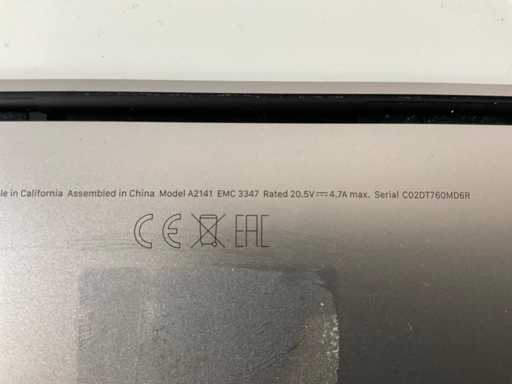 le in California Assembled in China Model A2141 EMC 3347 Rated 20.5V⎓4.7A max. Serial C02DT760MD6R
CE EAC